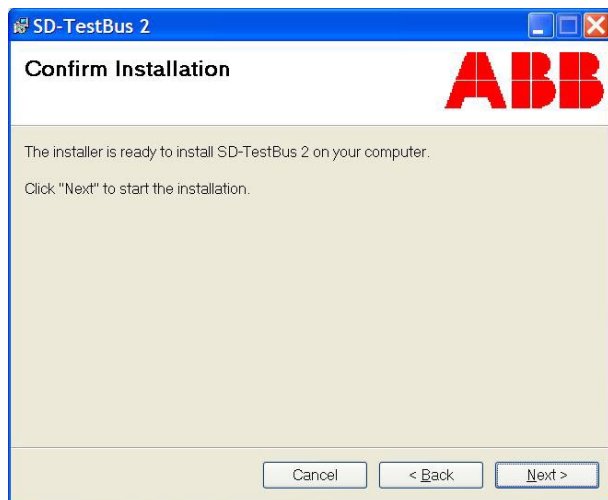 SD-TestBus 2
Confirm Installation
ABB
The installer is ready to install SD-TestBus 2 on your computer.
Click "Next" to start the installation.
Cancel
< Back
Next >